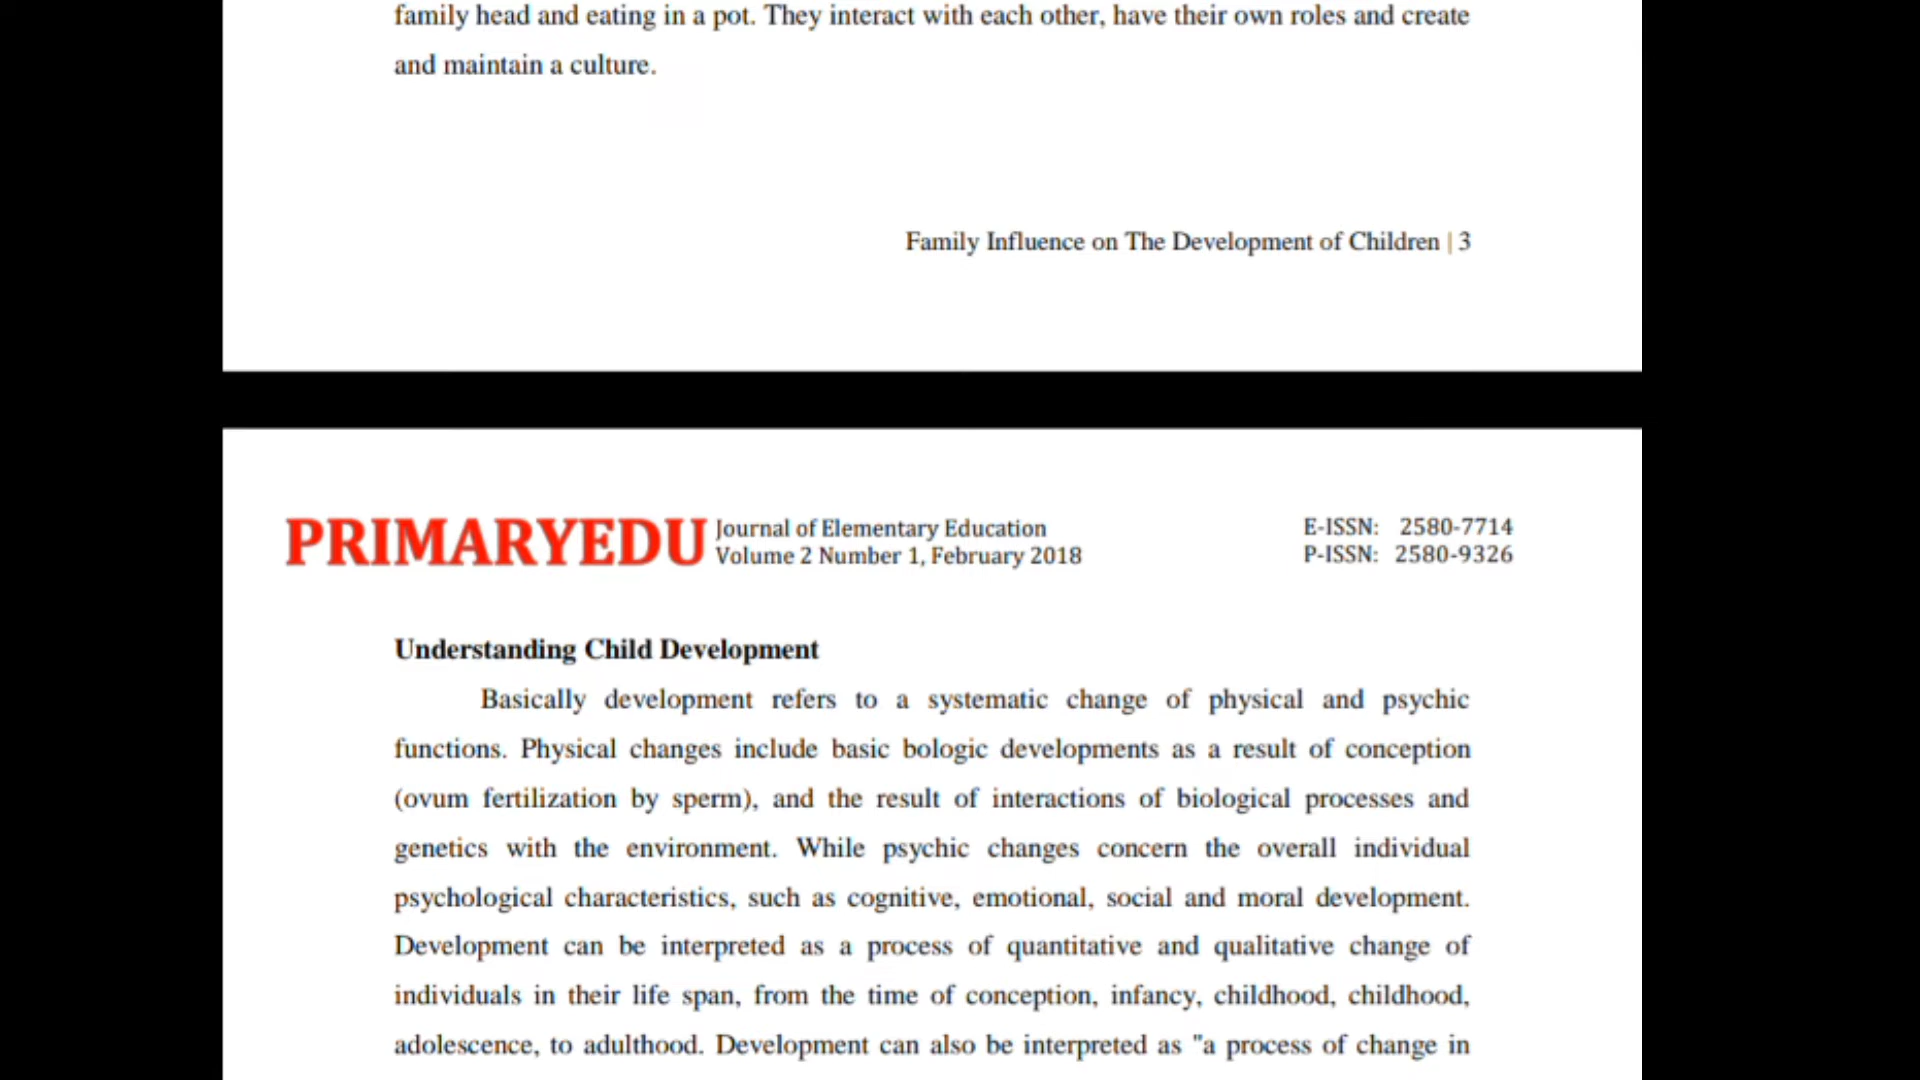 family head and eating in a pot. They interact with each other, have their own roles and create
and maintain a culture.
Family Influence on The Development of Children | 3
PRIMARYEDU
Journal of Elementary Education
Volume 2 Number 1, February 2018
E-ISSN: 2580-7714
P-ISSN: 2580-9326
Understanding Child Development
Basically development refers to a systematic change of physical and psychic
functions. Physical changes include basic bologic developments as a result of conception
(ovum fertilization by sperm), and the result of interactions of biological processes and
genetics with the environment. While psychic changes concern the overall individual
psychological characteristics, such as cognitive, emotional, social and moral development.
Development can be interpreted as a process of quantitative and qualitative change of
individuals in their life span, from the time of conception, infancy, childhood, childhood,
adolescence, to adulthood. Development can also be interpreted as "a process of change in